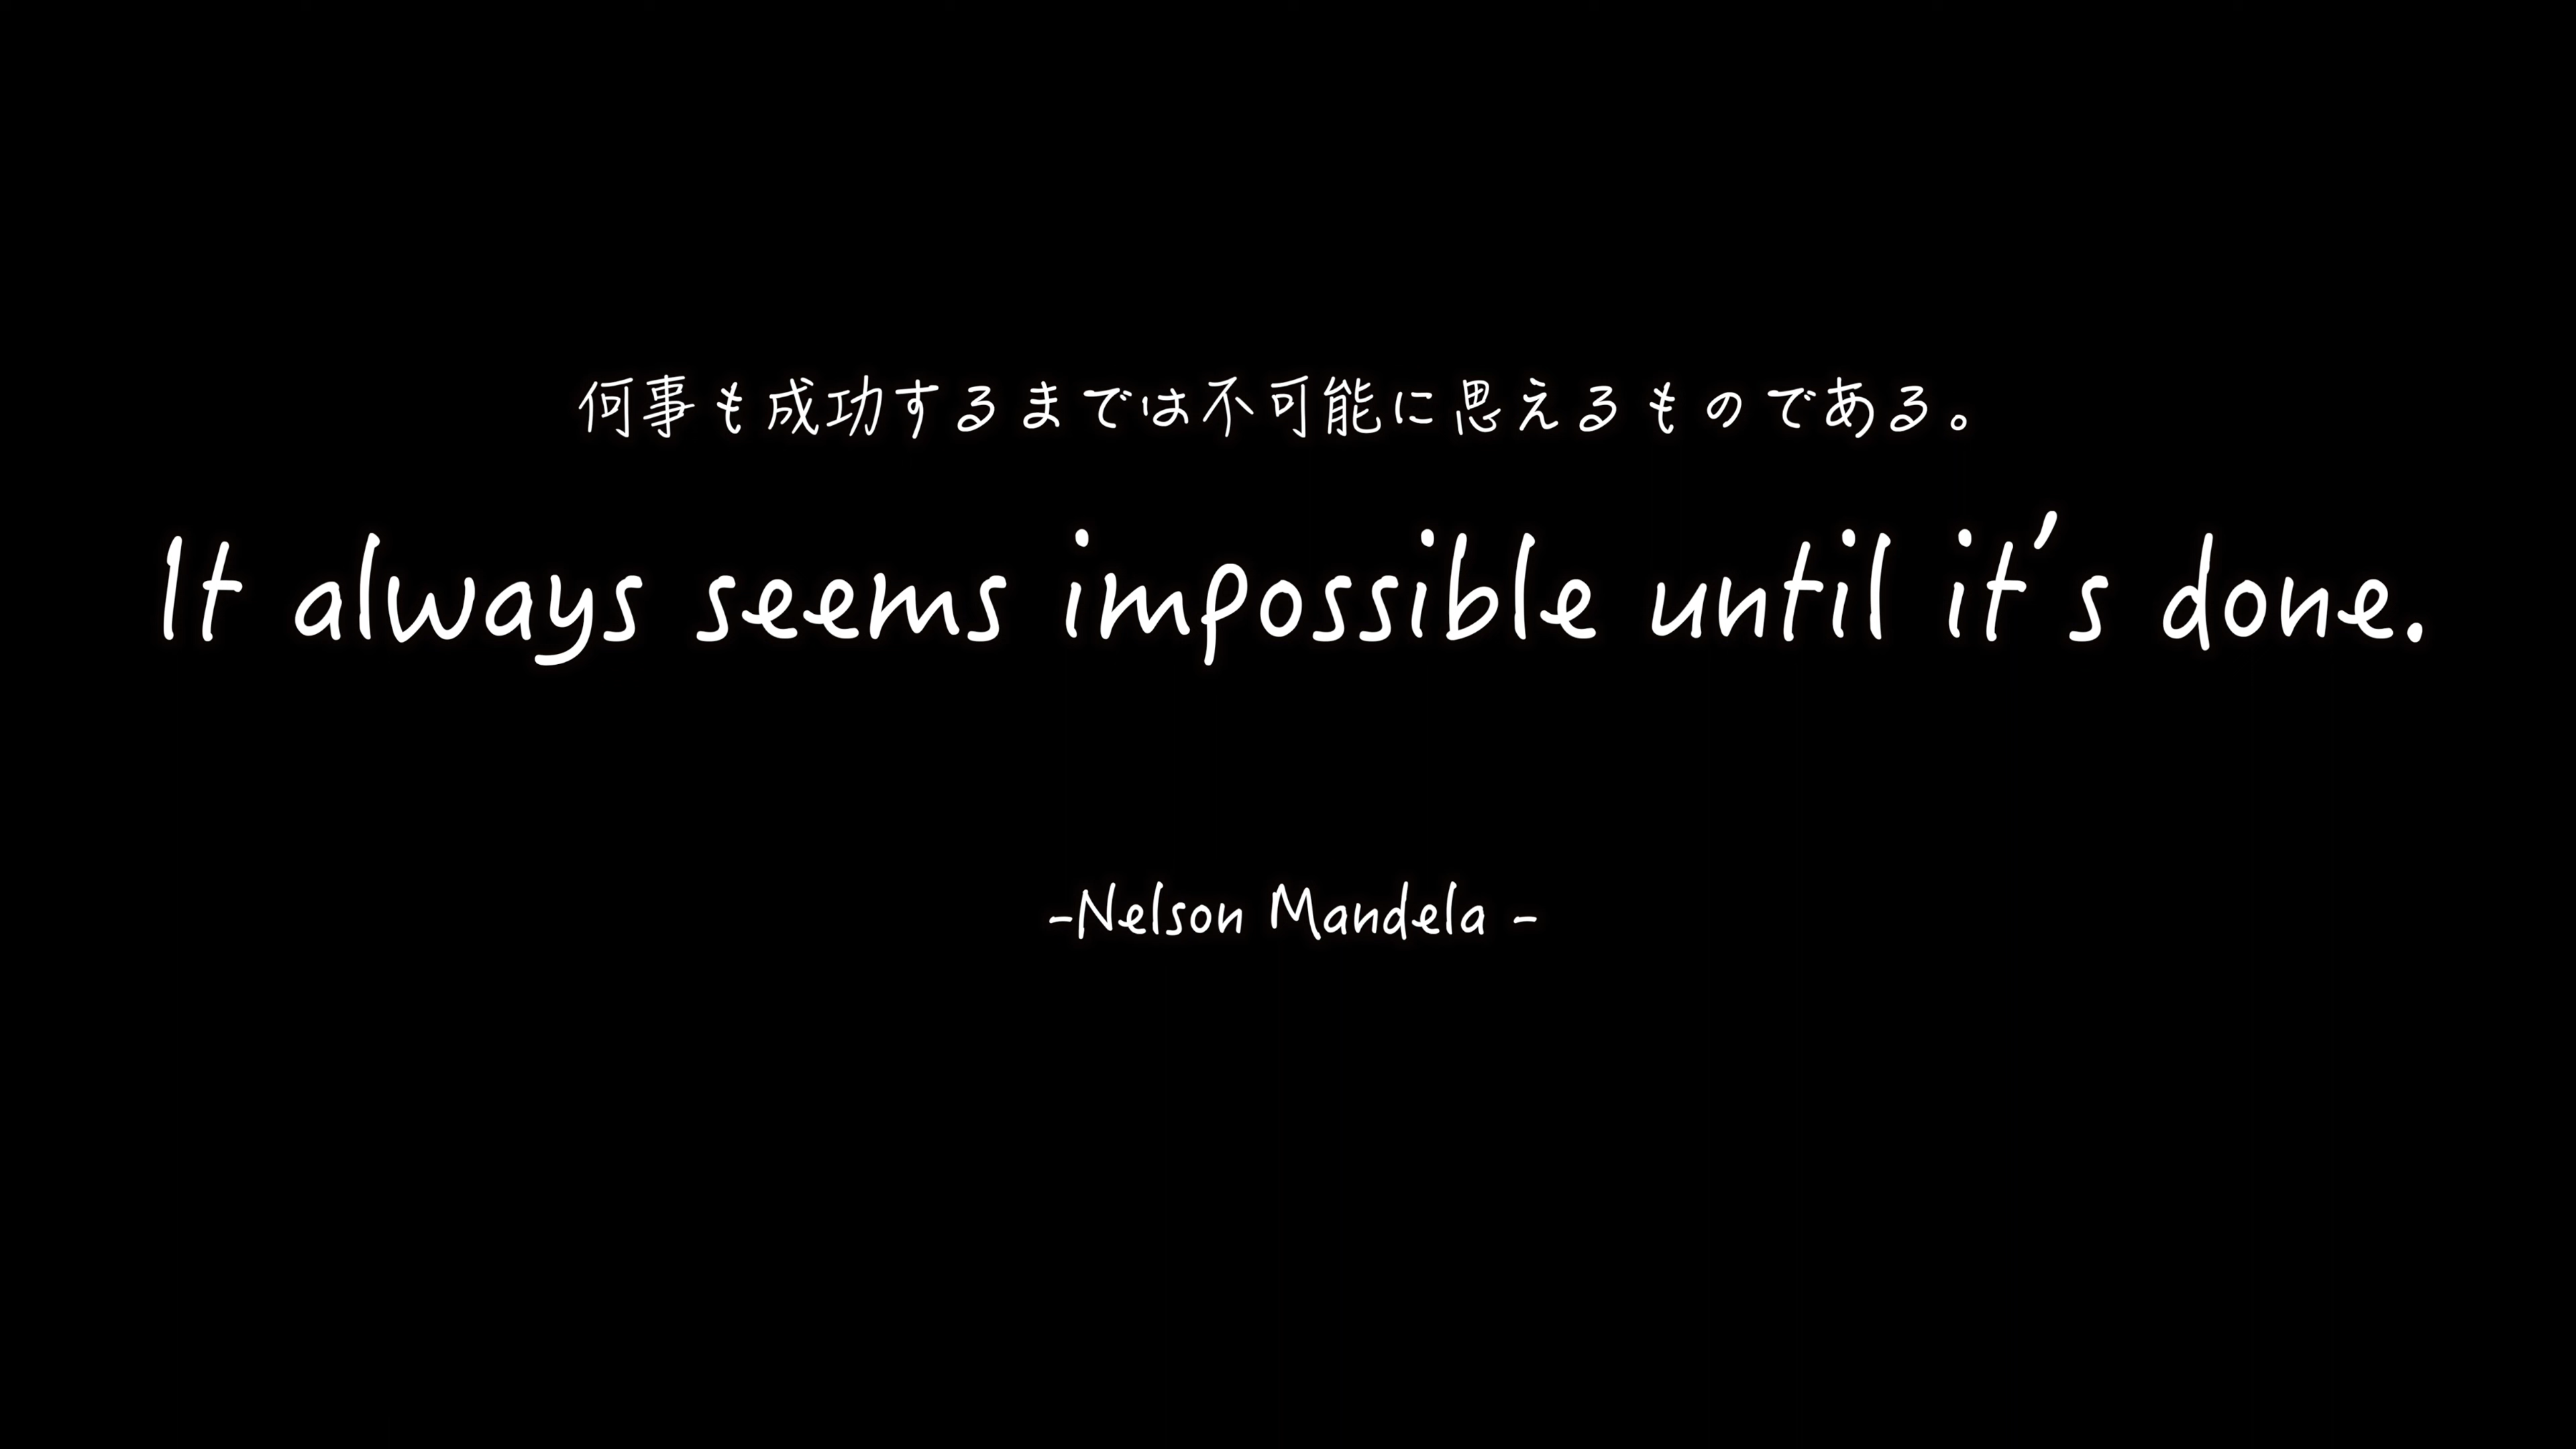 何事も成功するまでは不可能に思えるものである。
It always seems impossible until it's done.
-Nelson Mandela -